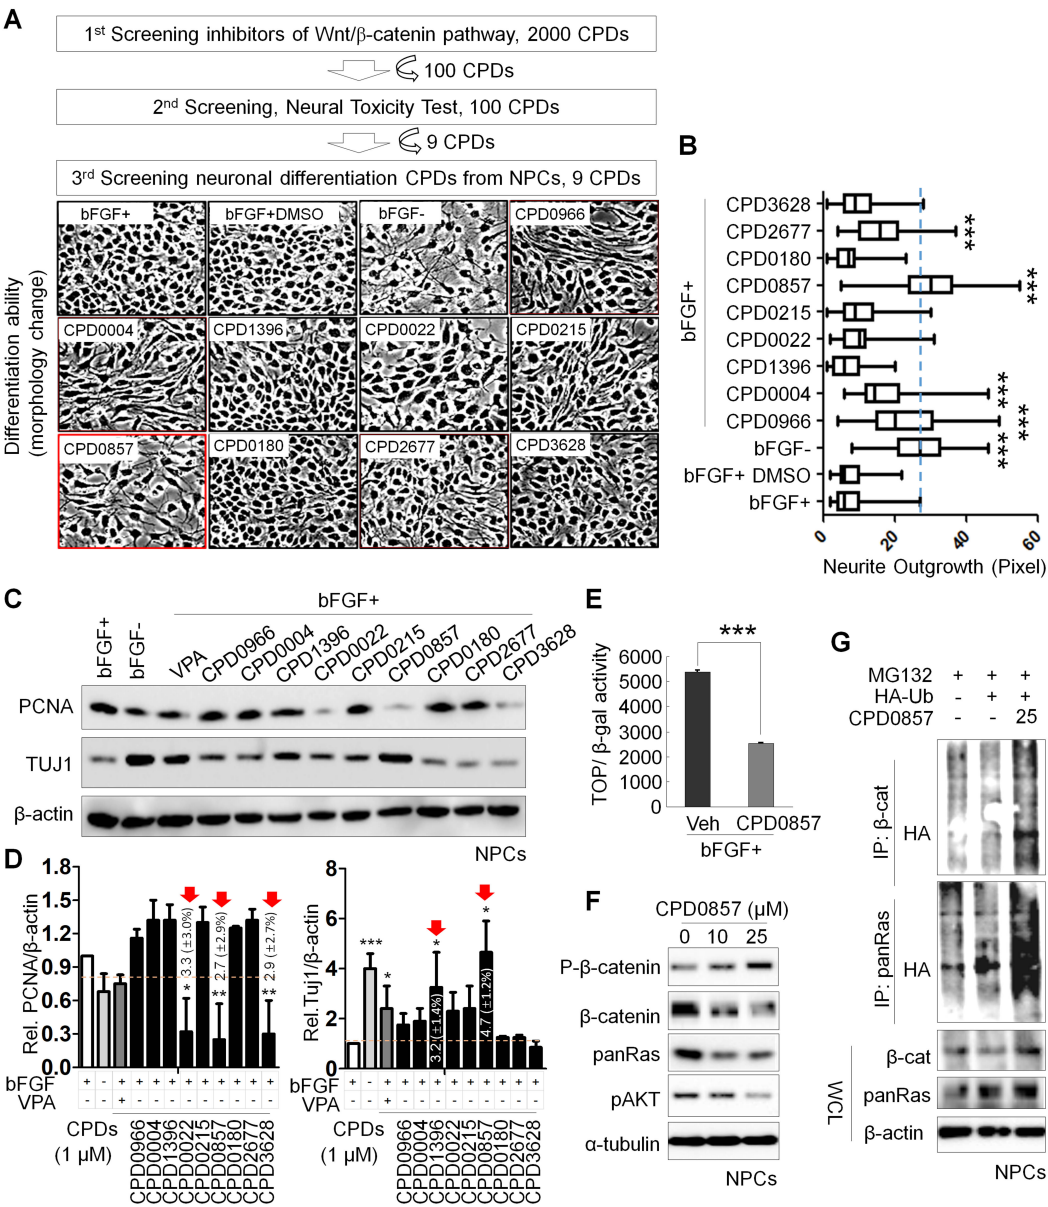 A
1st Screening inhibitors of Wnt/β-catenin pathway, 2000 CPDs
100 CPDs
2nd Screening, Neural Toxicity Test, 100 CPDs
9 CPDs
3rd Screening neuronal differentiation CPDs from NPCs, 9 CPDs
Differentiation ability
(morphology change)
bFGF+ bFGF+DMSO bFGF- CPD0966
CPD0004 CPD1396 CPD0022 CPD0215
CPD0857 CPD0180 CPD2677 CPD3628
B
bFGF+
CPD3628
CPD2677 ***
CPD0180
CPD0857 ***
CPD0215
CPD0022
CPD1396
CPD0004 ***
CPD0966 ***
bFGF- ***
bFGF+ DMSO
bFGF+
0 20 40 60
Neurite Outgrowth (Pixel)
C
bFGF+
bFGF+ bFGF- VPA CPD0966 CPD0004 CPD1396 CPD0022 CPD0215 CPD0857 CPD0180 CPD2677 CPD3628
PCNA
TUJ1
β-actin
NPCs
D
Rel. PCNA/β-actin
1.8
1.5
1.2
0.9
0.6
0.3
0.0
3.3 (±3.0%) 2.7 (±2.9%) 2.9 (±2.7%)
* ** **
bFGF + - + + + + + + + + + +
VPA - - + - - - - - - - - -
CPDs
(1 µM)
CPD0966 CPD0004 CPD1396 CPD0022 CPD0215 CPD0857 CPD0180 CPD2677 CPD3628
Rel.Tuj1/β-actin
8
6
4
2
0
*** * * *
3.2 (±1.4%) 4.7 (±1.2%)
bFGF + - + + + + + + + + + +
VPA - - + - - - - - - - - -
CPDs
(1 µM)
CPD0966 CPD0004 CPD1396 CPD0022 CPD0215 CPD0857 CPD0180 CPD2677 CPD3628
E
TOP/ β-gal activity
***
6000
5000
4000
3000
2000
1000
0
Veh CPD0857
bFGF+
F
CPD0857 (µM)
0 10 25
P-β-catenin
β-catenin
panRas
pAKT
α-tubulin
NPCs
G
MG132 + + +
HA-Ub - + +
CPD0857 - - 25
IP: β-cat
HA
IP: panRas
HA
WCL
β-cat
panRas
β-actin
NPCs